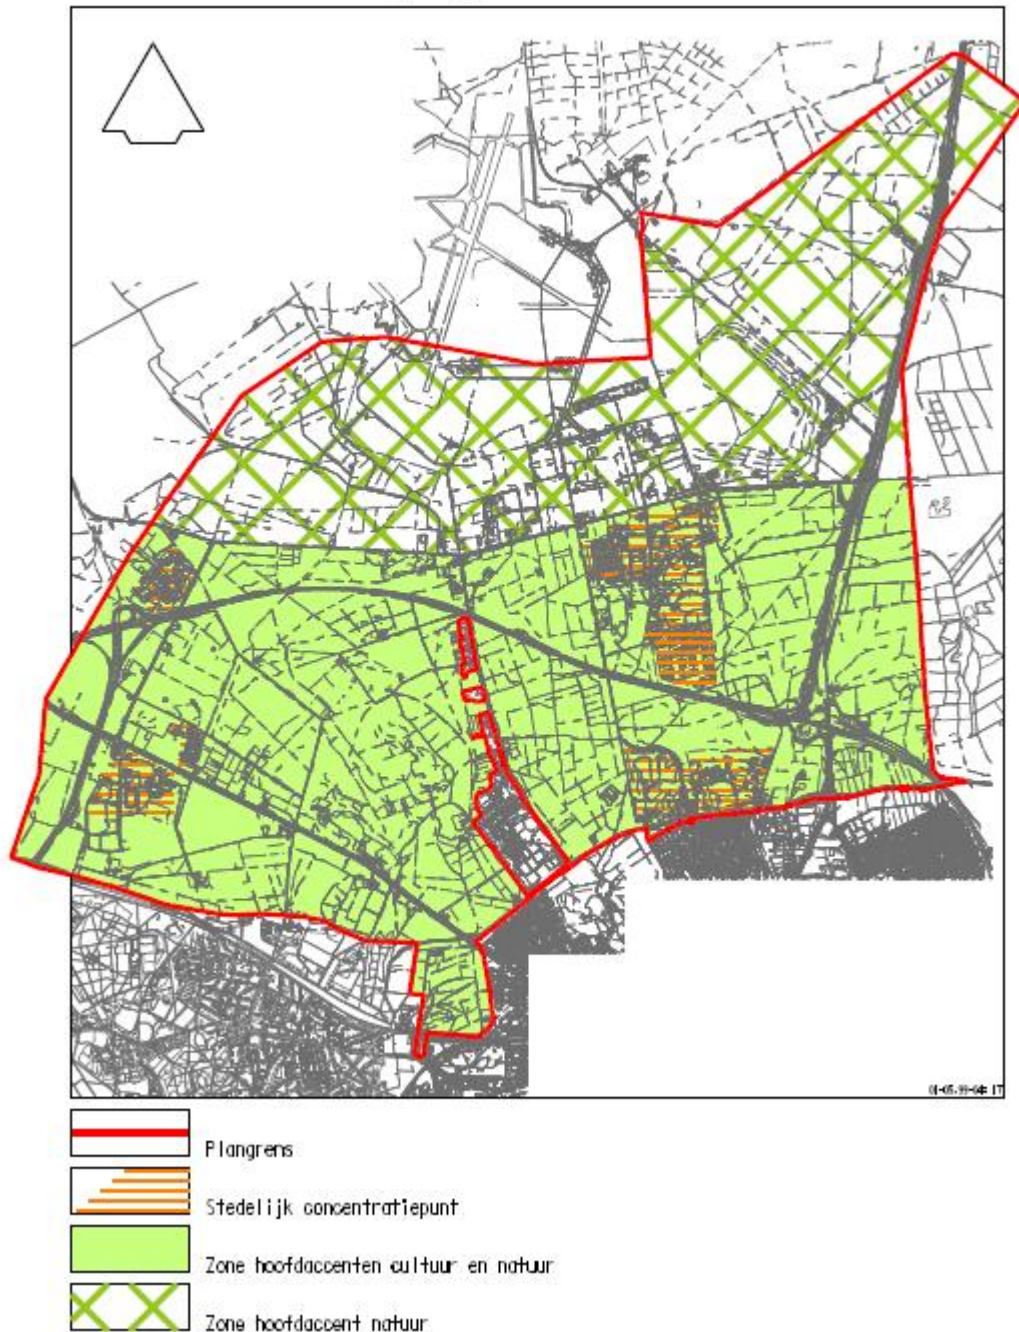 Plangrens
Stedelijk concentratiepunt
Zone hoofdaccenten cultuur en natuur
Zone hoofdaccent natuur